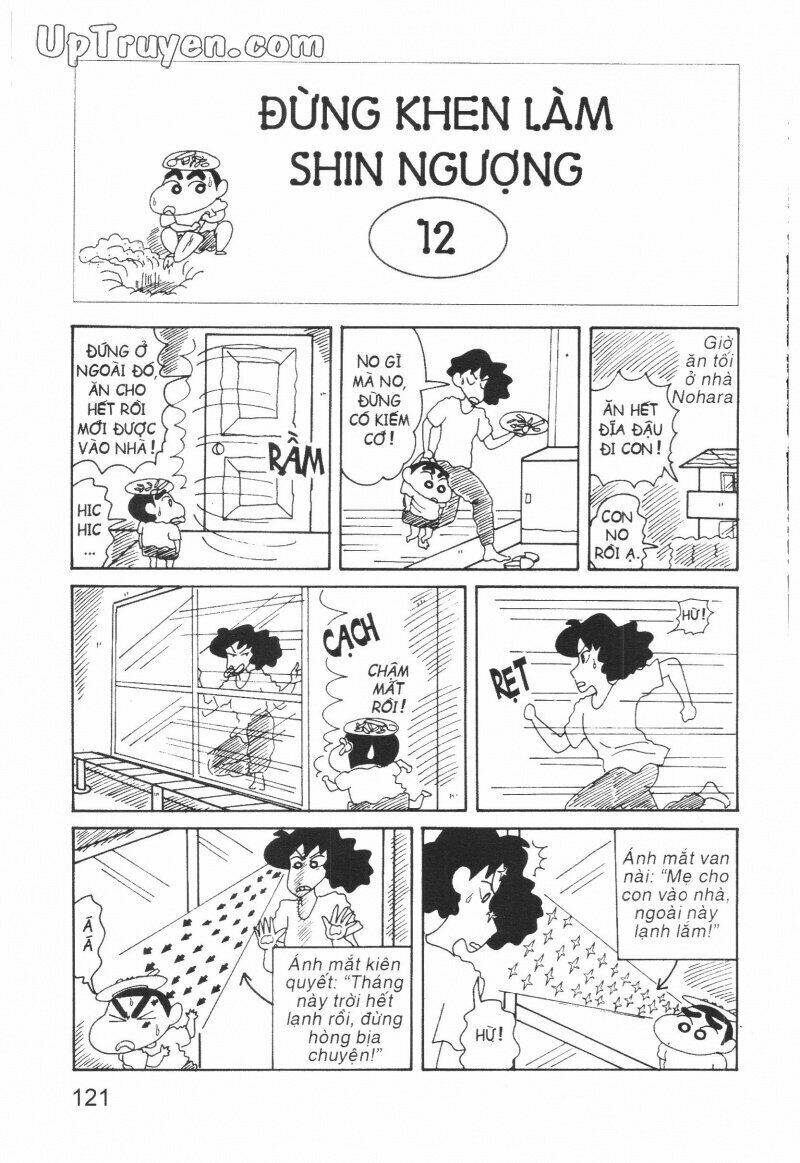 UpTruyen.com
ĐỪNG KHEN LÀM
SHIN NGƯỢNG
12
Giờ
ăn tối
ở nhà
Nohara
ĂN HẾT
ĐĨA ĐẬU
ĐI CON!
CON
NO
RỒI Ạ.
NO GÌ
MÀ NO,
ĐỪNG
CÓ KIẾM
CỚ!
ĐỨNG Ở
NGOÀI ĐÓ,
ĂN CHO
HẾT RỒI
MỚI ĐƯỢC
VÀO NHÀ!
RẦM
HIC
HIC
...
HỪ!
RẸT
CẠCH
CHẬM
MẤT
RỒI!
Ánh mắt van
nài: "Mẹ cho
con vào nhà,
ngoài này
lạnh lắm!"
HỪ!
Ánh mắt kiên
quyết: "Tháng
này trời hết
lạnh rồi, đừng
hòng bịa
chuyện!"
Á
Á
121